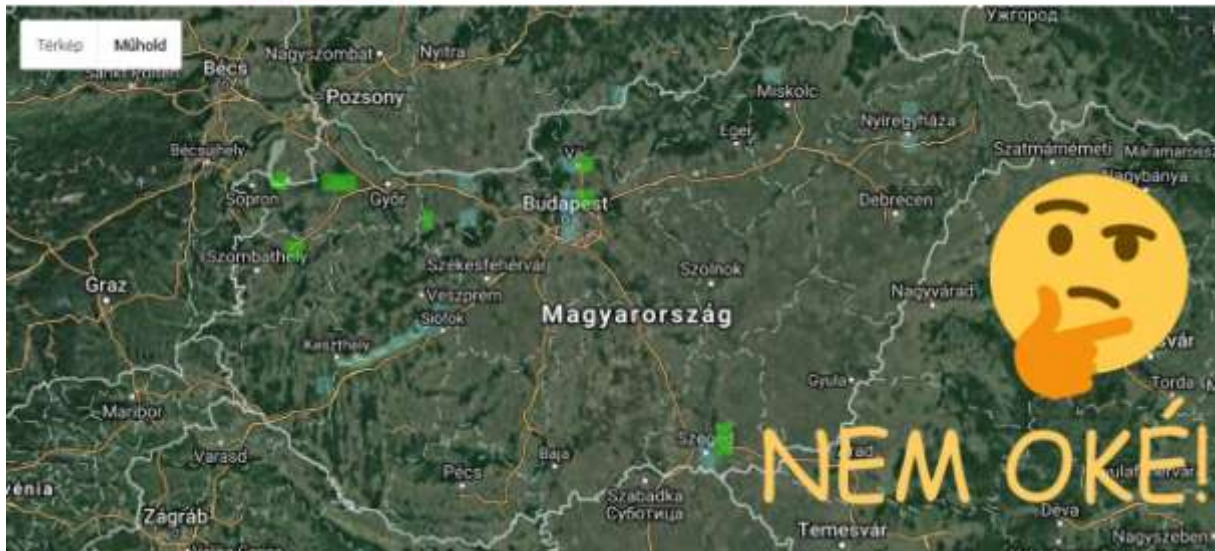 Ужгород
Térkép
Műhold
Nagyszombat
Nyitra
Bécs
Pozsony
Miskolc
Eger
Nyíregyháza
Bécsújhely
Szatmárnémeti
Máramaros
Nagybánya
Sopron
Győr
Budapest
Debrecen
Szombathely
Székesfehérvár
Szolnok
Graz
Veszprém
Nagyvárad
Siófok
Magyarország
Keszthely
Gyula
Torda
Maribor
Varasd
Baja
Pécs
NEM OKÉ!
Szabadka
Суботица
Zágráb
Temesvár
Déva
Nagyszeben